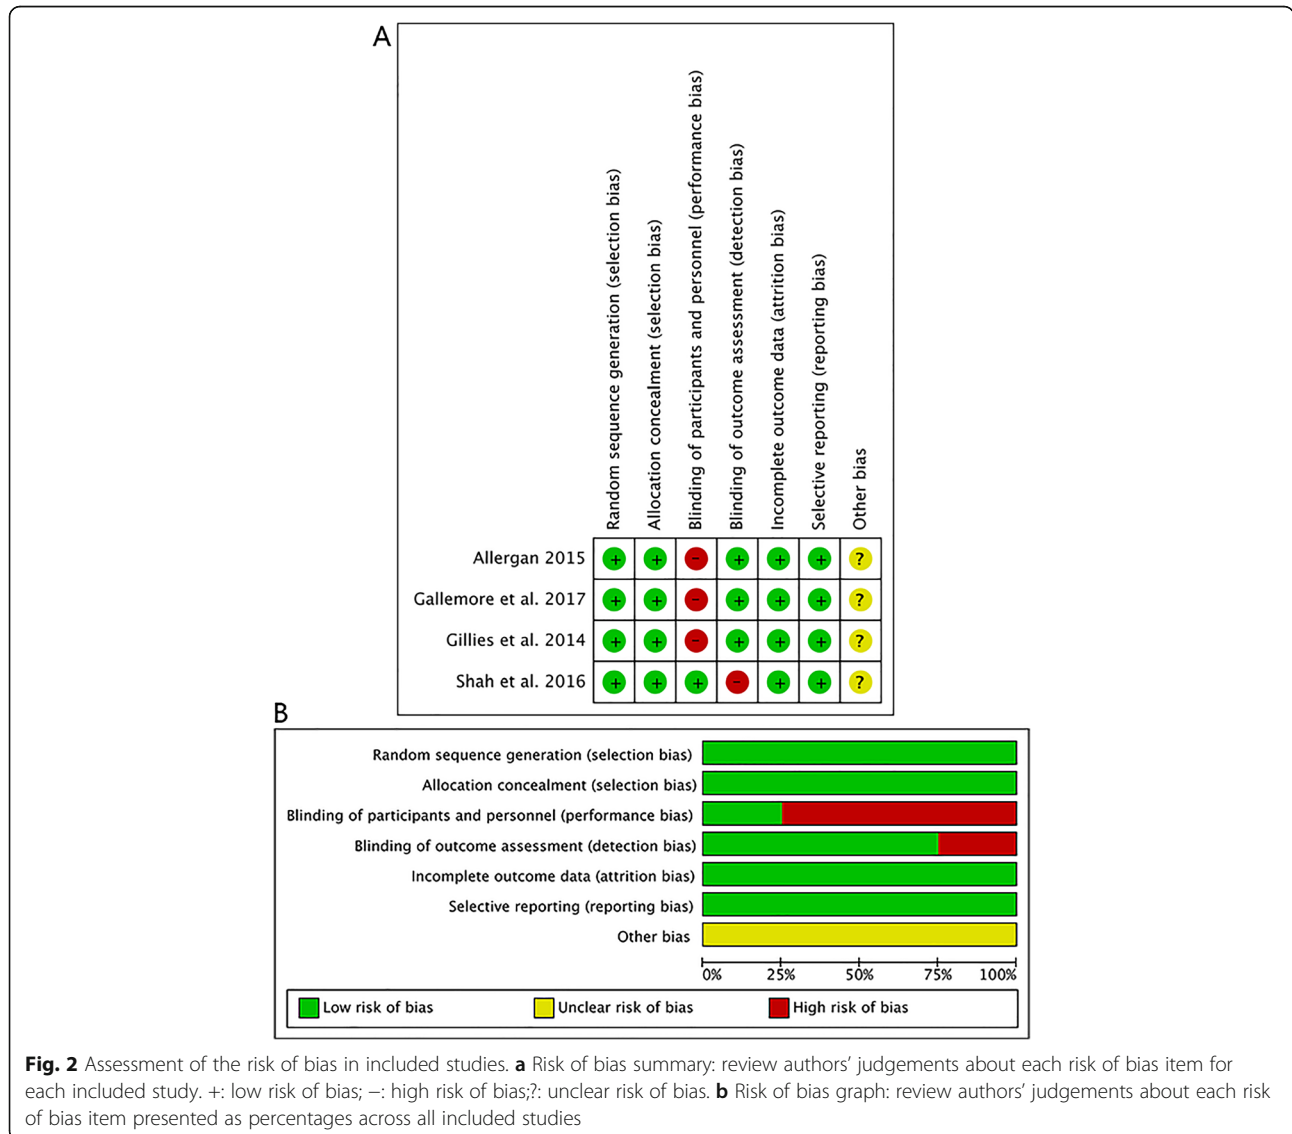 A
Random sequence generation (selection bias)
Allocation concealment (selection bias)
Blinding of participants and personnel (performance bias)
Blinding of outcome assessment (detection bias)
Incomplete outcome data (attrition bias)
Selective reporting (reporting bias)
Other bias
Allergan 2015 + + - + + + ?
Gallemore et al. 2017 + + - + + + ?
Gillies et al. 2014 + + - + + + ?
Shah et al. 2016 + + + - + + ?
B
Random sequence generation (selection bias)
Allocation concealment (selection bias)
Blinding of participants and personnel (performance bias)
Blinding of outcome assessment (detection bias)
Incomplete outcome data (attrition bias)
Selective reporting (reporting bias)
Other bias
0% 25% 50% 75% 100%
Low risk of bias Unclear risk of bias High risk of bias
Fig. 2 Assessment of the risk of bias in included studies. a Risk of bias summary: review authors’ judgements about each risk of bias item for
each included study. +: low risk of bias; −: high risk of bias;?: unclear risk of bias. b Risk of bias graph: review authors’ judgements about each risk
of bias item presented as percentages across all included studies